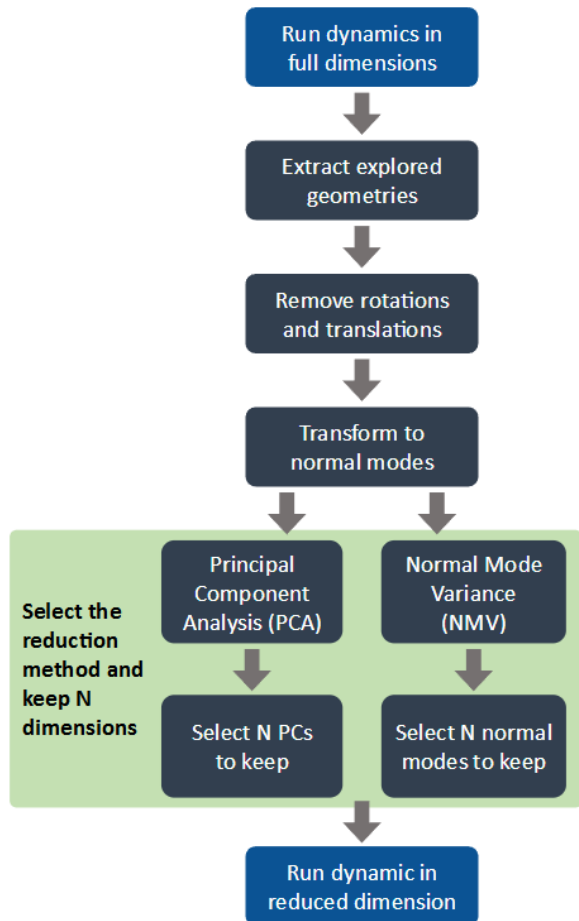 Run dynamics in
full dimensions
Extract explored
geometries
Remove rotations
and translations
Transform to
normal modes
Select the
reduction
method and
keep N
dimensions
Principal
Component
Analysis (PCA)
Normal Mode
Variance
(NMV)
Select N PCs
to keep
Select N normal
modes to keep
Run dynamic in
reduced dimension